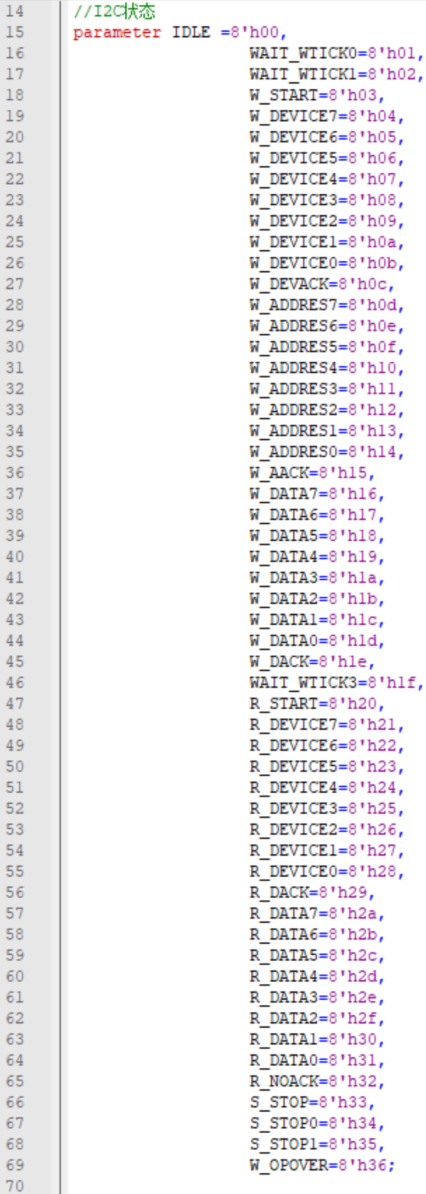 14 //I2C状态
15 parameter IDLE =8'h00,
16 WAIT_WTICK0=8'h01,
17 WAIT_WTICK1=8'h02,
18 W_START=8'h03,
19 W_DEVICE7=8'h04,
20 W_DEVICE6=8'h05,
21 W_DEVICE5=8'h06,
22 W_DEVICE4=8'h07,
23 W_DEVICE3=8'h08,
24 W_DEVICE2=8'h09,
25 W_DEVICE1=8'h0a,
26 W_DEVICE0=8'h0b,
27 W_DEVACK=8'h0c,
28 W_ADDRES7=8'h0d,
29 W_ADDRES6=8'h0e,
30 W_ADDRES5=8'h0f,
31 W_ADDRES4=8'h10,
32 W_ADDRES3=8'h11,
33 W_ADDRES2=8'h12,
34 W_ADDRES1=8'h13,
35 W_ADDRES0=8'h14,
36 W_AACK=8'h15,
37 W_DATA7=8'h16,
38 W_DATA6=8'h17,
39 W_DATA5=8'h18,
40 W_DATA4=8'h19,
41 W_DATA3=8'h1a,
42 W_DATA2=8'h1b,
43 W_DATA1=8'h1c,
44 W_DATA0=8'h1d,
45 W_DACK=8'h1e,
46 WAIT_WTICK3=8'h1f,
47 R_START=8'h20,
48 R_DEVICE7=8'h21,
49 R_DEVICE6=8'h22,
50 R_DEVICE5=8'h23,
51 R_DEVICE4=8'h24,
52 R_DEVICE3=8'h25,
53 R_DEVICE2=8'h26,
54 R_DEVICE1=8'h27,
55 R_DEVICE0=8'h28,
56 R_DACK=8'h29,
57 R_DATA7=8'h2a,
58 R_DATA6=8'h2b,
59 R_DATA5=8'h2c,
60 R_DATA4=8'h2d,
61 R_DATA3=8'h2e,
62 R_DATA2=8'h2f,
63 R_DATA1=8'h30,
64 R_DATA0=8'h31,
65 R_NOACK=8'h32,
66 S_STOP=8'h33,
67 S_STOP0=8'h34,
68 S_STOP1=8'h35,
69 W_OPOVER=8'h36;
70